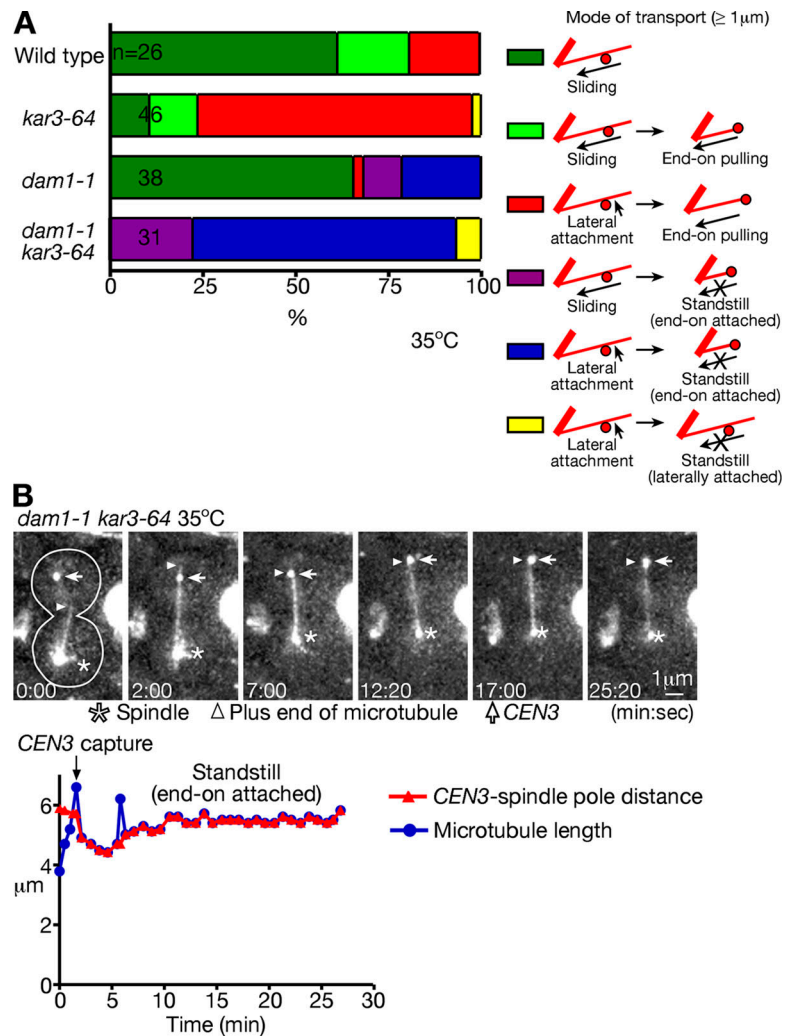 A
Mode of transport (≥ 1μm)
Wild type
n=26
kar3-64
46
dam1-1
38
dam1-1
kar3-64
31
0
25
50
75
100
%
35°C
Sliding
Sliding
End-on pulling
Lateral
attachment
End-on pulling
Sliding
Standstill
(end-on attached)
Lateral
attachment
Standstill
(end-on attached)
Lateral
attachment
Standstill
(laterally attached)
B
dam1-1 kar3-64 35°C
0:00
2:00
7:00
12:20
17:00
25:20
1μm
Spindle
Plus end of microtubule
CEN3
(min:sec)
CEN3 capture
Standstill
(end-on attached)
CEN3-spindle pole distance
Microtubule length
6
4
μm
2
0
0
5
10
15
20
25
30
Time (min)